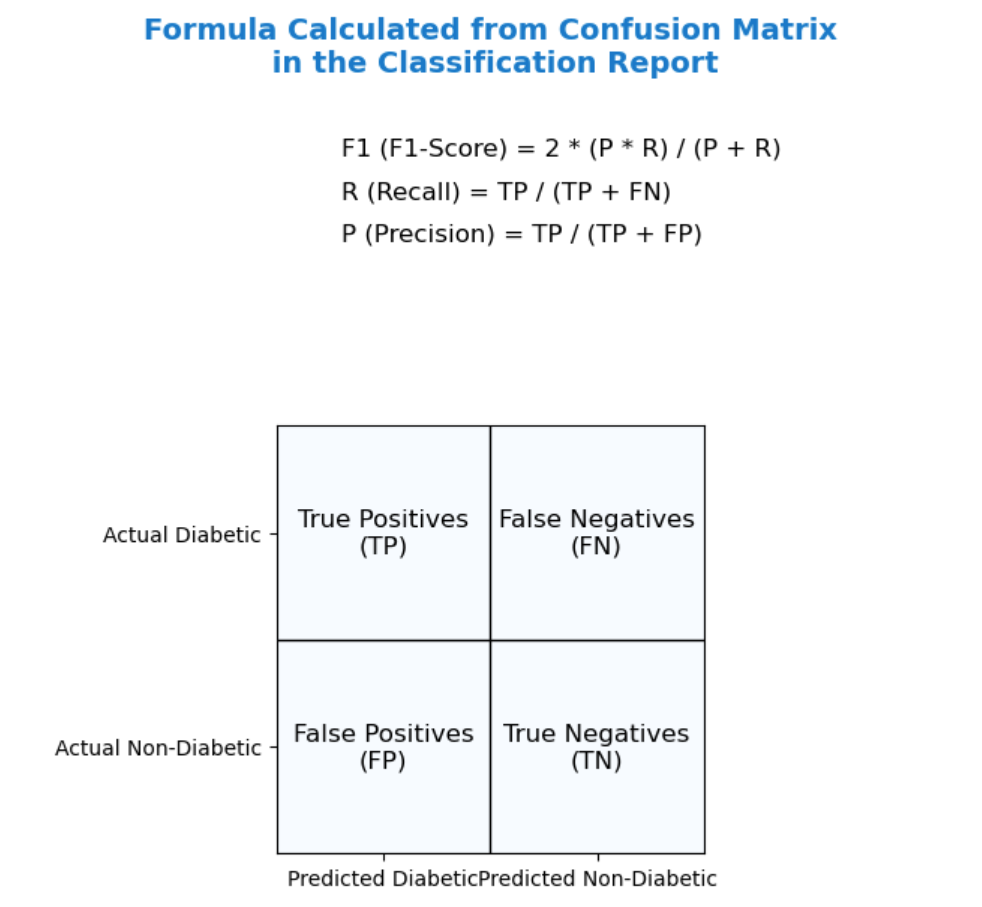 Formula Calculated from Confusion Matrix
in the Classification Report
F1 (F1-Score) = 2 * (P * R) / (P + R)
R (Recall) = TP / (TP + FN)
P (Precision) = TP / (TP + FP)
Actual Diabetic
True Positives
(TP)
False Negatives
(FN)
Actual Non-Diabetic
False Positives
(FP)
True Negatives
(TN)
Predicted Diabetic
Predicted Non-Diabetic